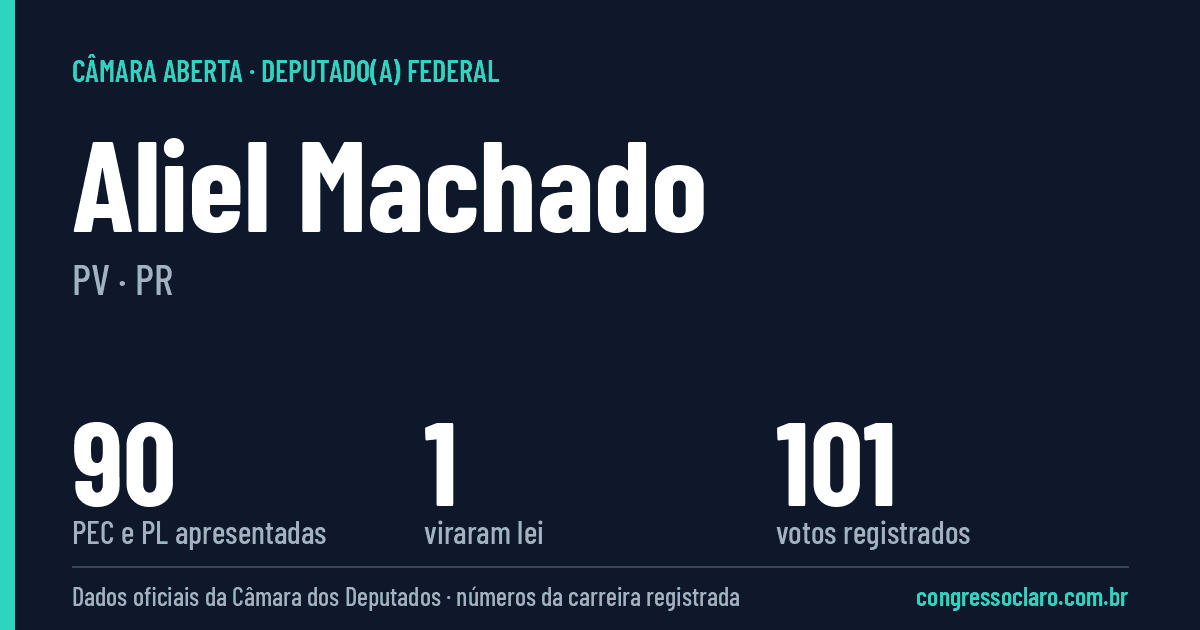 CÂMARA ABERTA · DEPUTADO(A) FEDERAL
Aliel Machado
PV · PR
90 1 101
PEC e PL apresentadas viraram lei votos registrados
Dados oficiais da Câmara dos Deputados · números da carreira registrada congressoclaro.com.br